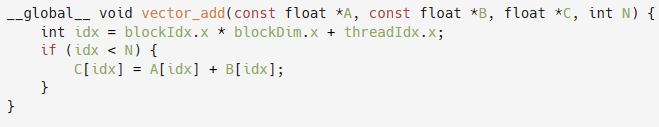 __global__ void vector_add(const float *A, const float *B, float *C, int N) {
    int idx = blockIdx.x * blockDim.x + threadIdx.x;
    if (idx < N) {
        C[idx] = A[idx] + B[idx];
    }
}